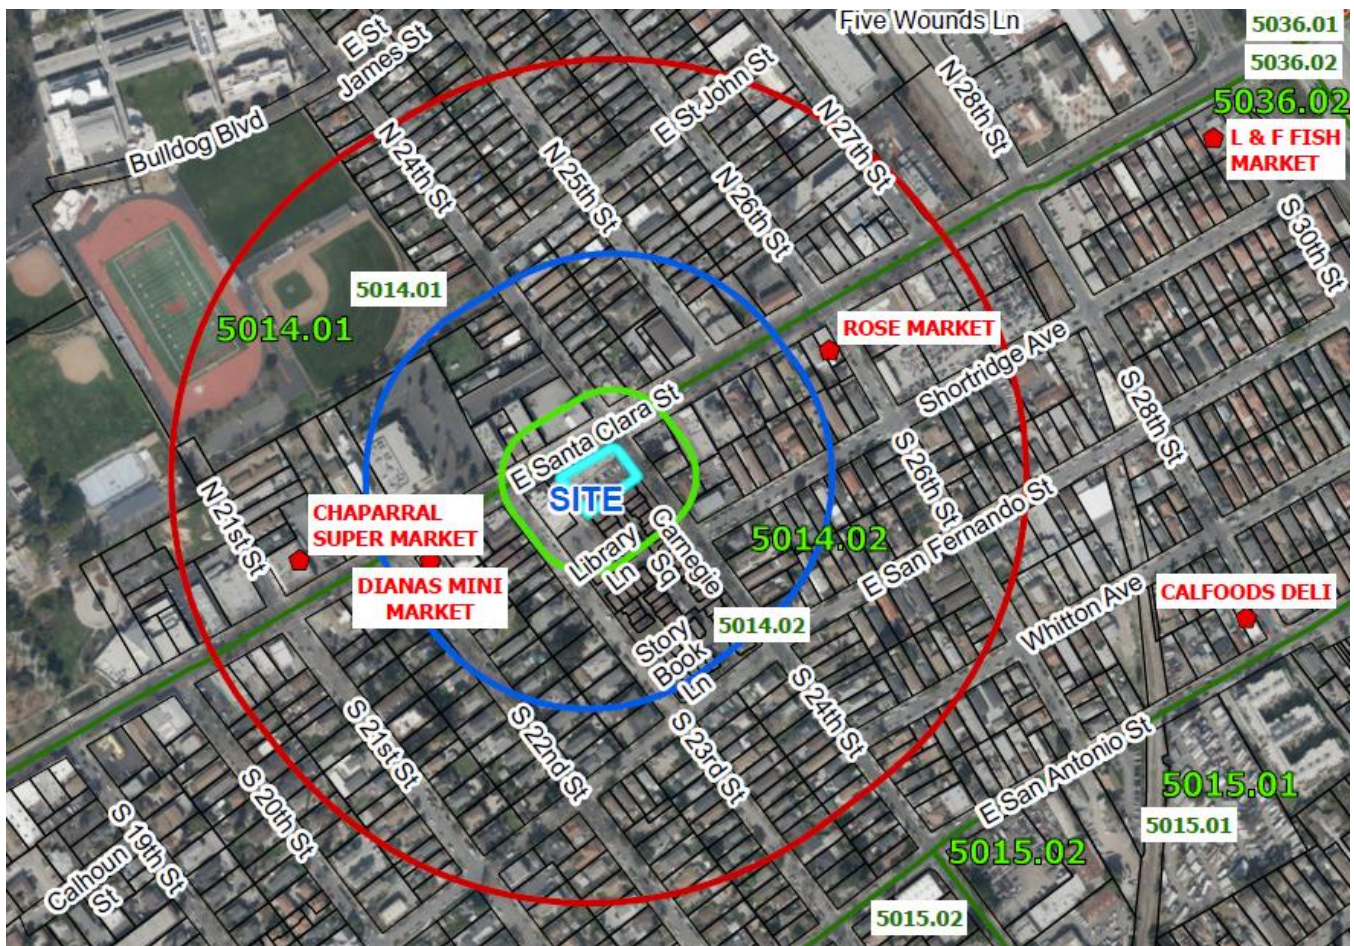 Five Wounds Ln
5036.01
E St
James St
5036.02
5036.02
E St John St
N 28th St
Bulldog Blvd
N 27th St
L & F FISH
MARKET
N 24th St
N 25th St
N 26th St
S 30th St
5014.01
5014.01
ROSE MARKET
Shortridge Ave
S 28th St
E Santa Clara St
SITE
S 26th St
N 21st St
CHAPARRAL
SUPER MARKET
Library
Ln
Carnegie
Sq
5014.02
E San Fernando St
DIANAS MINI
MARKET
CALFOODS DELI
Whitton Ave
5014.02
Story
Book
Ln
S 24th St
S 21st St
S 22nd St
S 23rd St
E San Antonio St
5015.01
S 20th St
5015.01
S 19th St
5015.02
Calhoun
St
5015.02